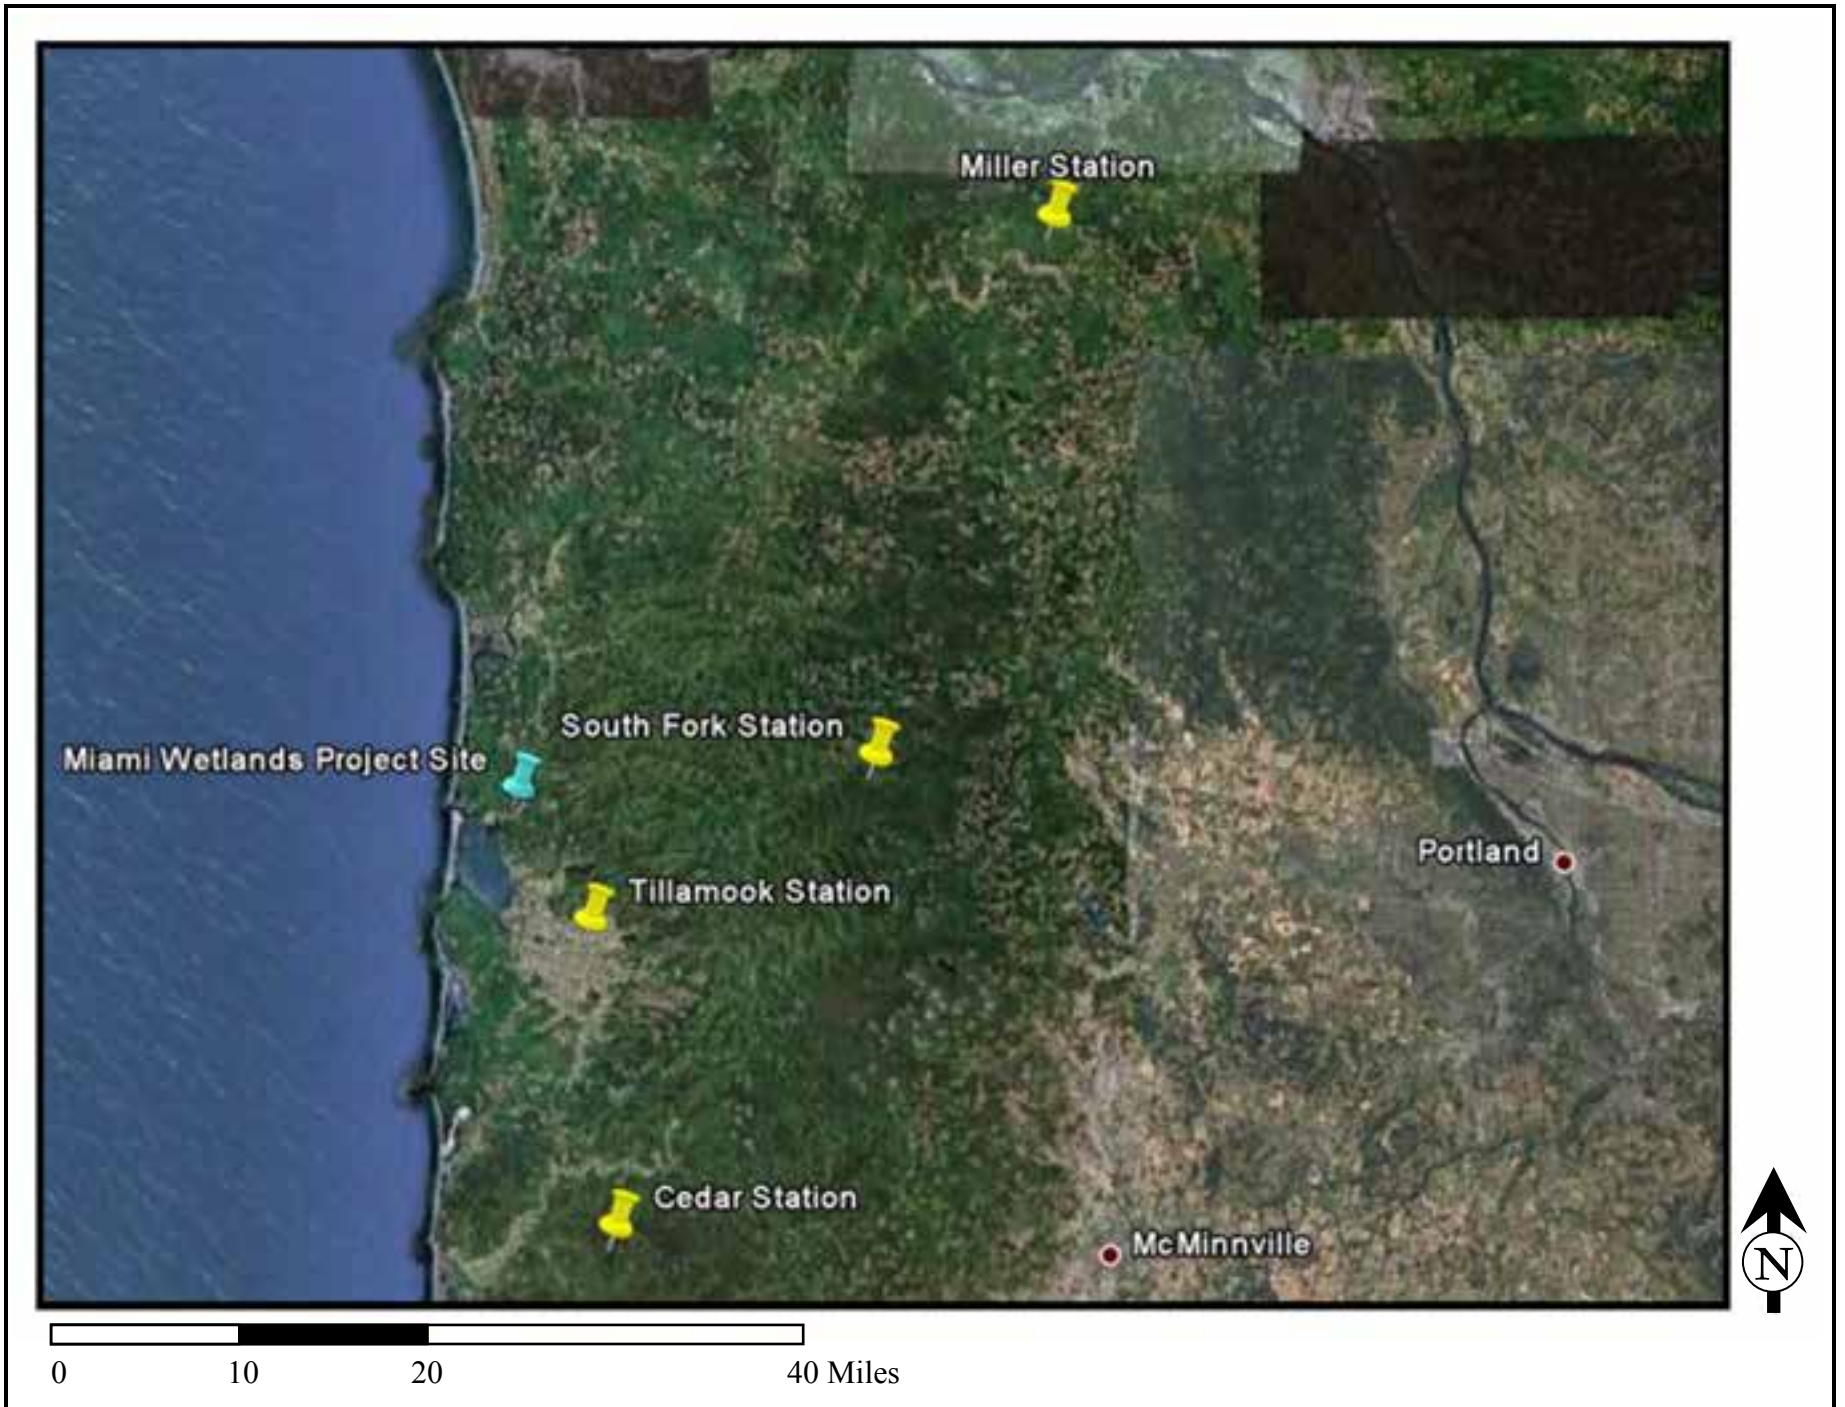 Miller Station
South Fork Station
Miami Wetlands Project Site
Portland
Tillamook Station
Cedar Station
McMinnville
N
0 10 20 40 Miles